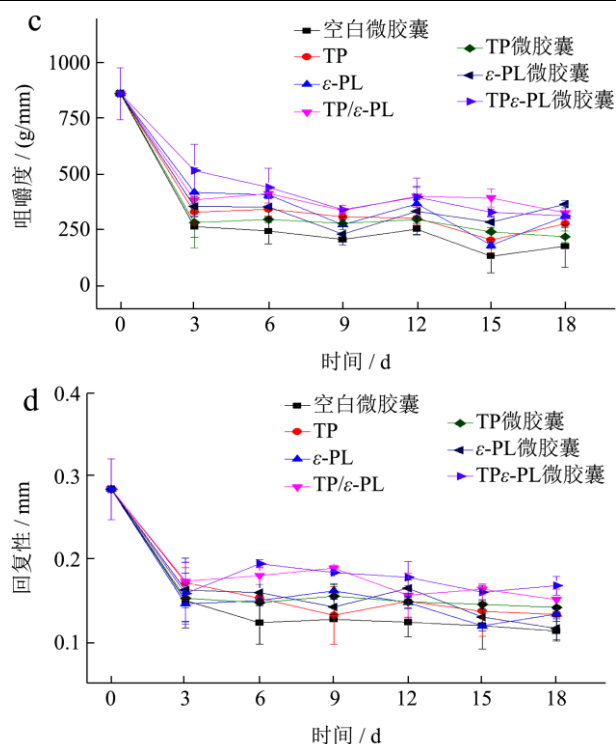 c
空白微胶囊
TP
ε-PL
TP/ε-PL
TP微胶囊
ε-PL微胶囊
TPε-PL微胶囊
1000
750
500
250
0
咀嚼度 / (g/mm)
0 3 6 9 12 15 18
时间 / d
d
空白微胶囊
TP
ε-PL
TP/ε-PL
TP微胶囊
ε-PL微胶囊
TPε-PL微胶囊
0.4
0.3
0.2
0.1
回复性 / mm
0 3 6 9 12 15 18
时间 / d